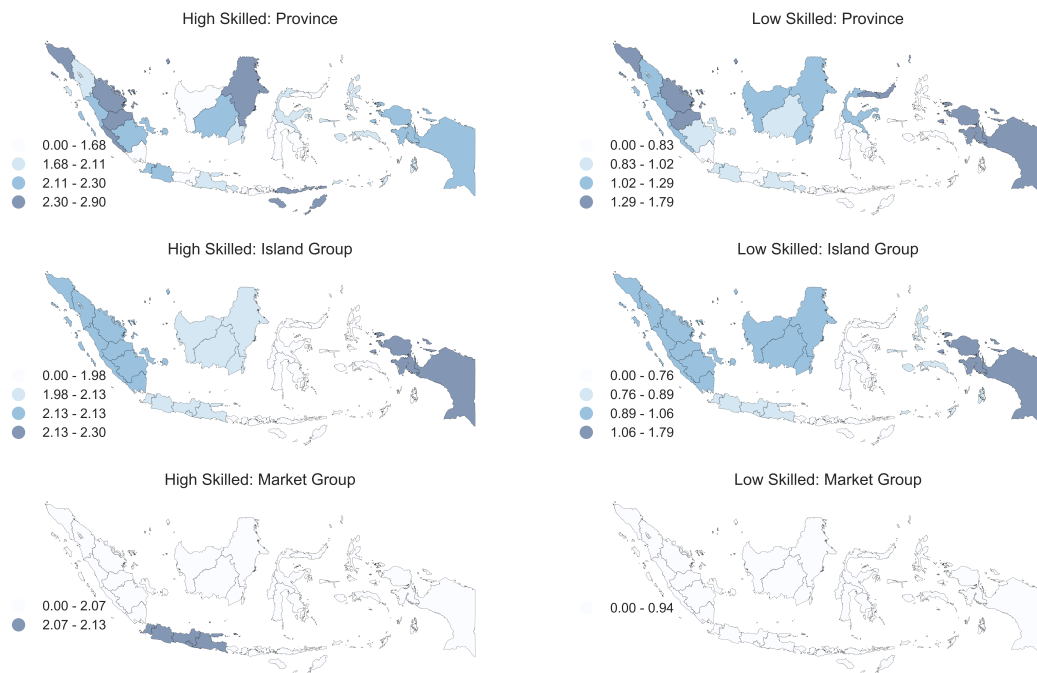 High Skilled: Province
0.00 - 1.68
1.68 - 2.11
2.11 - 2.30
2.30 - 2.90
Low Skilled: Province
0.00 - 0.83
0.83 - 1.02
1.02 - 1.29
1.29 - 1.79
High Skilled: Island Group
0.00 - 1.98
1.98 - 2.13
2.13 - 2.13
2.13 - 2.30
Low Skilled: Island Group
0.00 - 0.76
0.76 - 0.89
0.89 - 1.06
1.06 - 1.79
High Skilled: Market Group
0.00 - 2.07
2.07 - 2.13
Low Skilled: Market Group
0.00 - 0.94